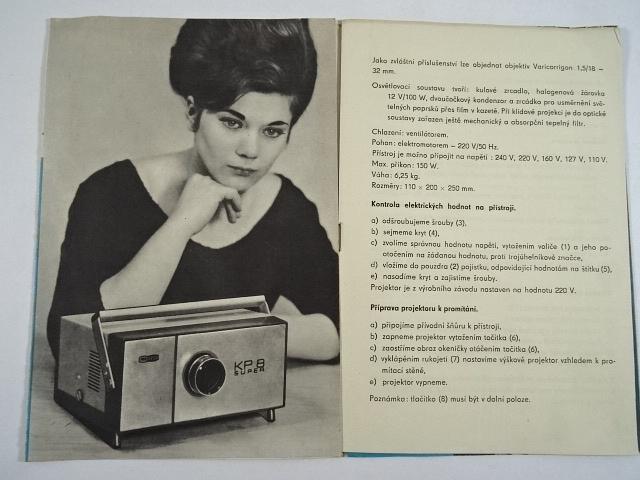 KP-8
SUPER
Jako zvláštní příslušenství lze objednat objektiv Varicorrigon 1,5/18 –
32 mm.
Osvětlovací soustavu tvoří: kulové zrcadlo, halogenová žárovka
12 V/100 W, dvoučočkový kondenzor a zrcádko pro usměrnění svě-
telných paprsků přes film v kazetě. Při klidové projekci je do optické
soustavy zařazen ještě mechanický a absorpční tepelný filtr.
Chlazení: ventilátorem.
Pohon: elektromotorem – 220 V/50 Hz.
Přístroj je možno připojit na napětí: 240 V, 220 V, 160 V, 127 V, 110 V.
Max. příkon: 150 W.
Váha: 6,25 kg.
Rozměry: 110 × 200 × 250 mm.
Kontrola elektrických hodnot na přístroji.
a) odšroubujeme šrouby (3),
b) sejmeme kryt (4),
c) zvolíme správnou hodnotu napětí, vytažením voliče (1) a jeho po-
otočením na žádanou hodnotu, proti trojúhelníkové značce,
d) vložíme do pouzdra (2) pojistku, odpovídající hodnotám na štítku (5),
e) nasadíme kryt a zajistíme šrouby.
Projektor je z výrobního závodu nastaven na hodnotu 220 V.
Příprava projektoru k promítání.
a) připojíme přívodní šňůru k přístroji,
b) zapneme projektor vytažením točítka (6),
c) zaostříme obraz okeničky otáčením točítka (6),
d) vyklápěním rukojeti (7) nastavíme výškově projektor vzhledem k pro-
mítací stěně,
e) projektor vypneme.
Poznámka: tlačítko (8) musí být v dolní poloze.